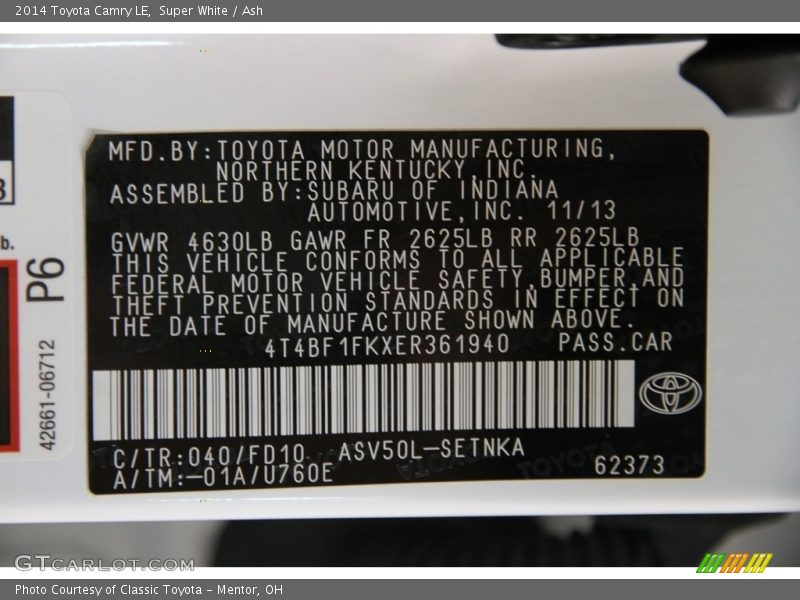 2014 Toyota Camry LE, Super White / Ash
MFD.BY:TOYOTA MOTOR MANUFACTURING,
NORTHERN KENTUCKY,INC.
ASSEMBLED BY:SUBARU OF INDIANA
AUTOMOTIVE,INC. 11/13
GVWR 4630LB GAWR FR 2625LB RR 2625LB
THIS VEHICLE CONFORMS TO ALL APPLICABLE
FEDERAL MOTOR VEHICLE SAFETY,BUMPER,AND
THEFT PREVENTION STANDARDS IN EFFECT ON
THE DATE OF MANUFACTURE SHOWN ABOVE.
4T4BF1FKXER361940 PASS.CAR
C/TR:040/FD10 ASV50L-SETNKA
A/TM:-01A/U760E
62373
P6
42661-06712
GTcarlot.com
Photo Courtesy of Classic Toyota - Mentor, OH